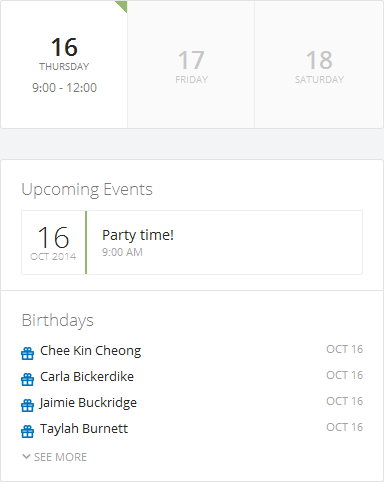 16 17 18
THURSDAY FRIDAY SATURDAY
9:00 - 12:00
Upcoming Events
16 Party time!
OCT 2014 9:00 AM
Birthdays
Chee Kin Cheong OCT 16
Carla Bickerdike OCT 16
Jaimie Buckridge OCT 16
Taylah Burnett OCT 16
SEE MORE